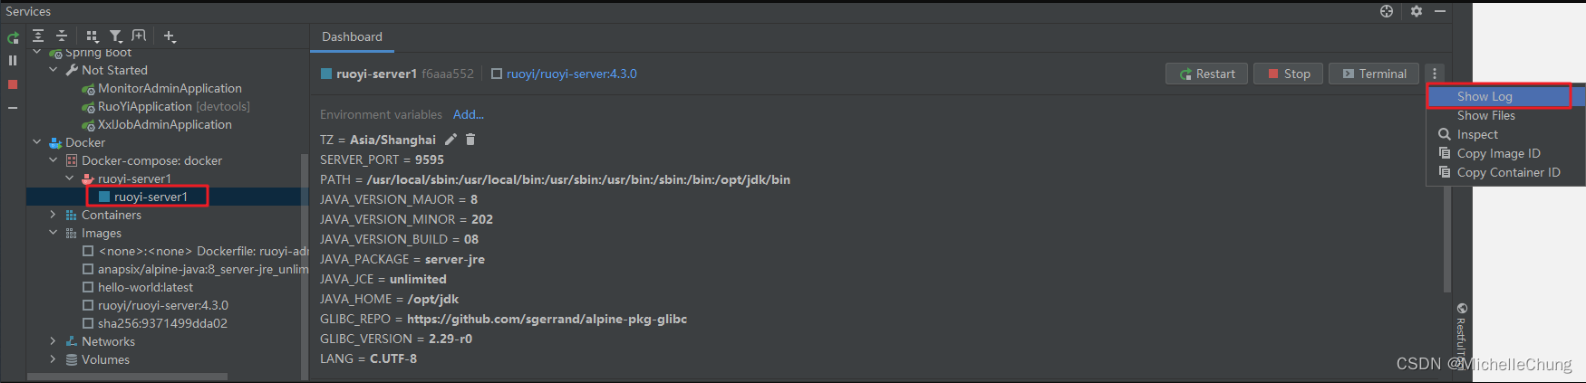 Services
Dashboard
Spring Boot
Not Started
MonitorAdminApplication
RuoYiApplication [devtools]
XxlJobAdminApplication
Docker
Docker-compose: docker
ruoyi-server1
ruoyi-server1
Containers
Images
<none>:<none> Dockerfile: ruoyi-adn
anapsix/alpine-java:8_server-jre_unlim
hello-world:latest
ruoyi/ruoyi-server:4.3.0
sha256:9371499dda02
Networks
Volumes
ruoyi-server1 f6aaa552 ruoyi/ruoyi-server:4.3.0
Restart Stop Terminal
Environment variables Add...
TZ = Asia/Shanghai
SERVER_PORT = 9595
PATH = /usr/local/sbin:/usr/local/bin:/usr/sbin:/usr/bin:/sbin:/bin:/opt/jdk/bin
JAVA_VERSION_MAJOR = 8
JAVA_VERSION_MINOR = 202
JAVA_VERSION_BUILD = 08
JAVA_PACKAGE = server-jre
JAVA_JCE = unlimited
JAVA_HOME = /opt/jdk
GLIBC_REPO = https://github.com/sgerrand/alpine-pkg-glibc
GLIBC_VERSION = 2.29-r0
LANG = C.UTF-8
Show Log
Show Files
Inspect
Copy Image ID
Copy Container ID
CSDN @MichelleChung